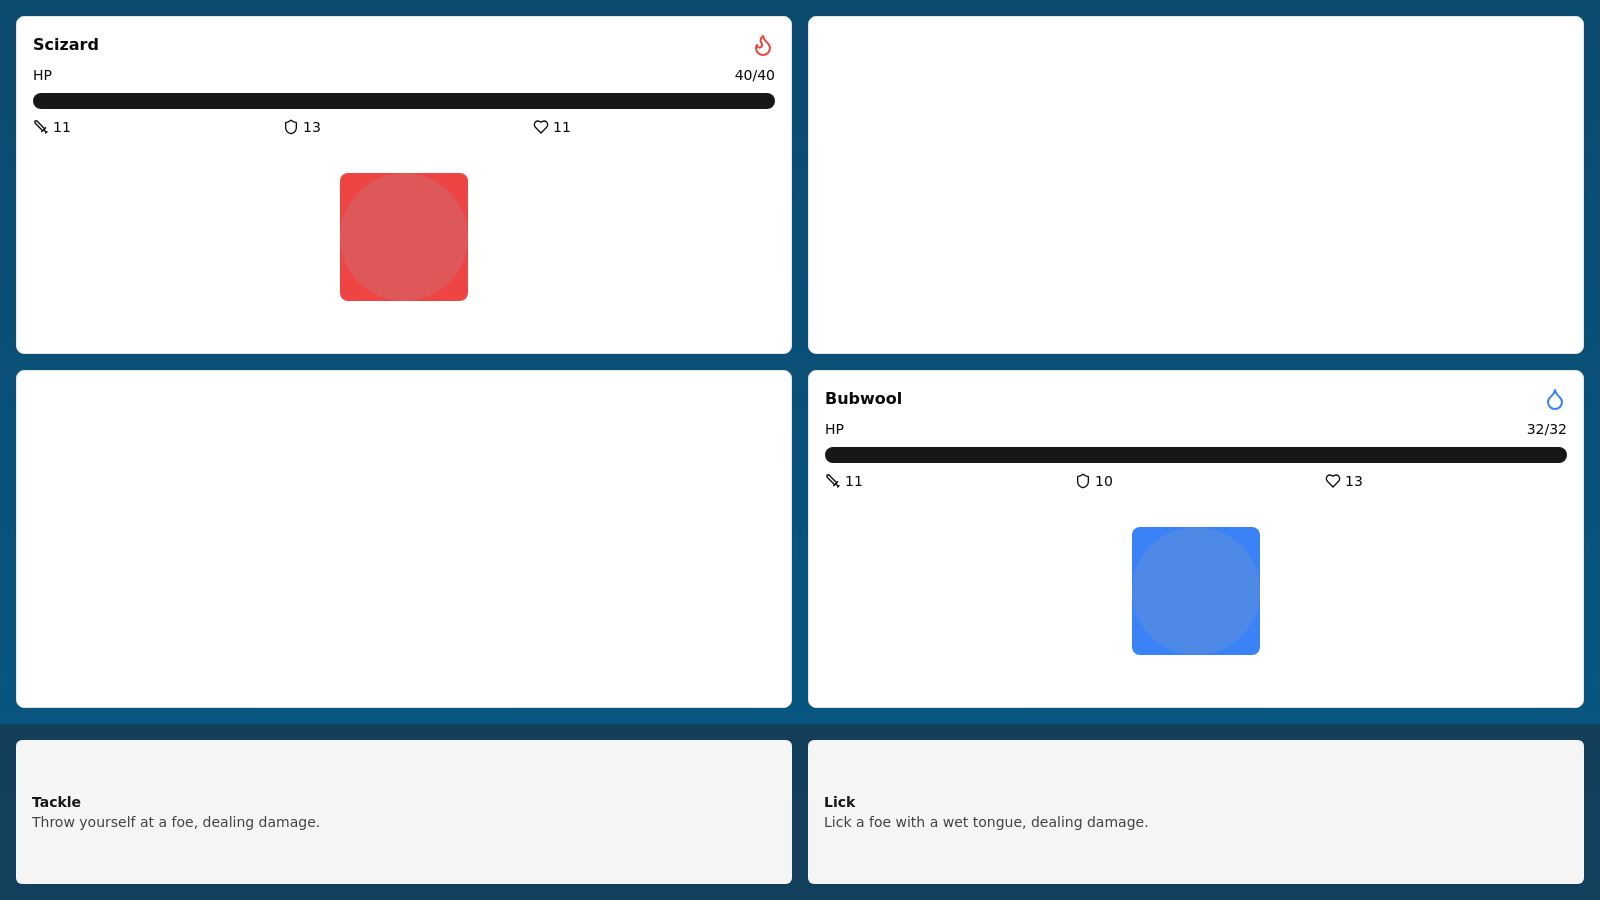 Scizard
HP 40/40
11 13 11
Bubwool
HP 32/32
11 10 13
Tackle
Throw yourself at a foe, dealing damage.
Lick
Lick a foe with a wet tongue, dealing damage.